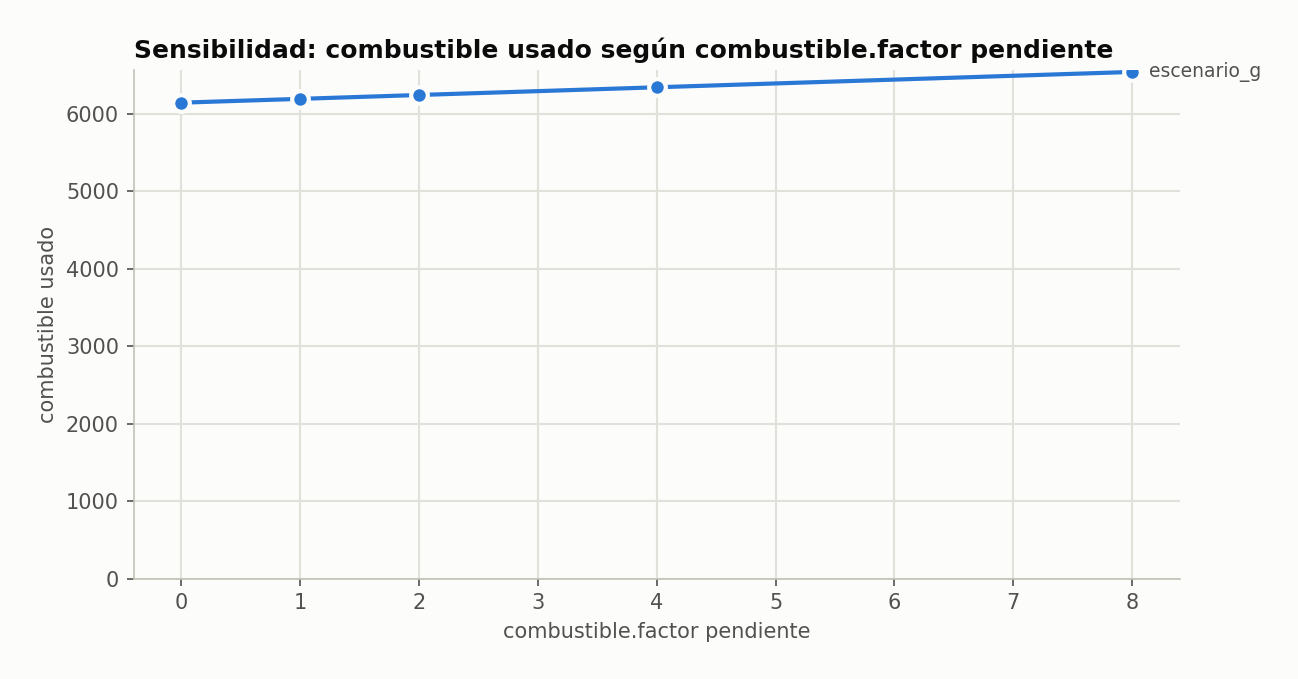 Sensibilidad: combustible usado según combustible.factor pendiente
escenario_g
6000
5000
4000
3000
2000
1000
0
combustible usado
0 1 2 3 4 5 6 7 8
combustible.factor pendiente